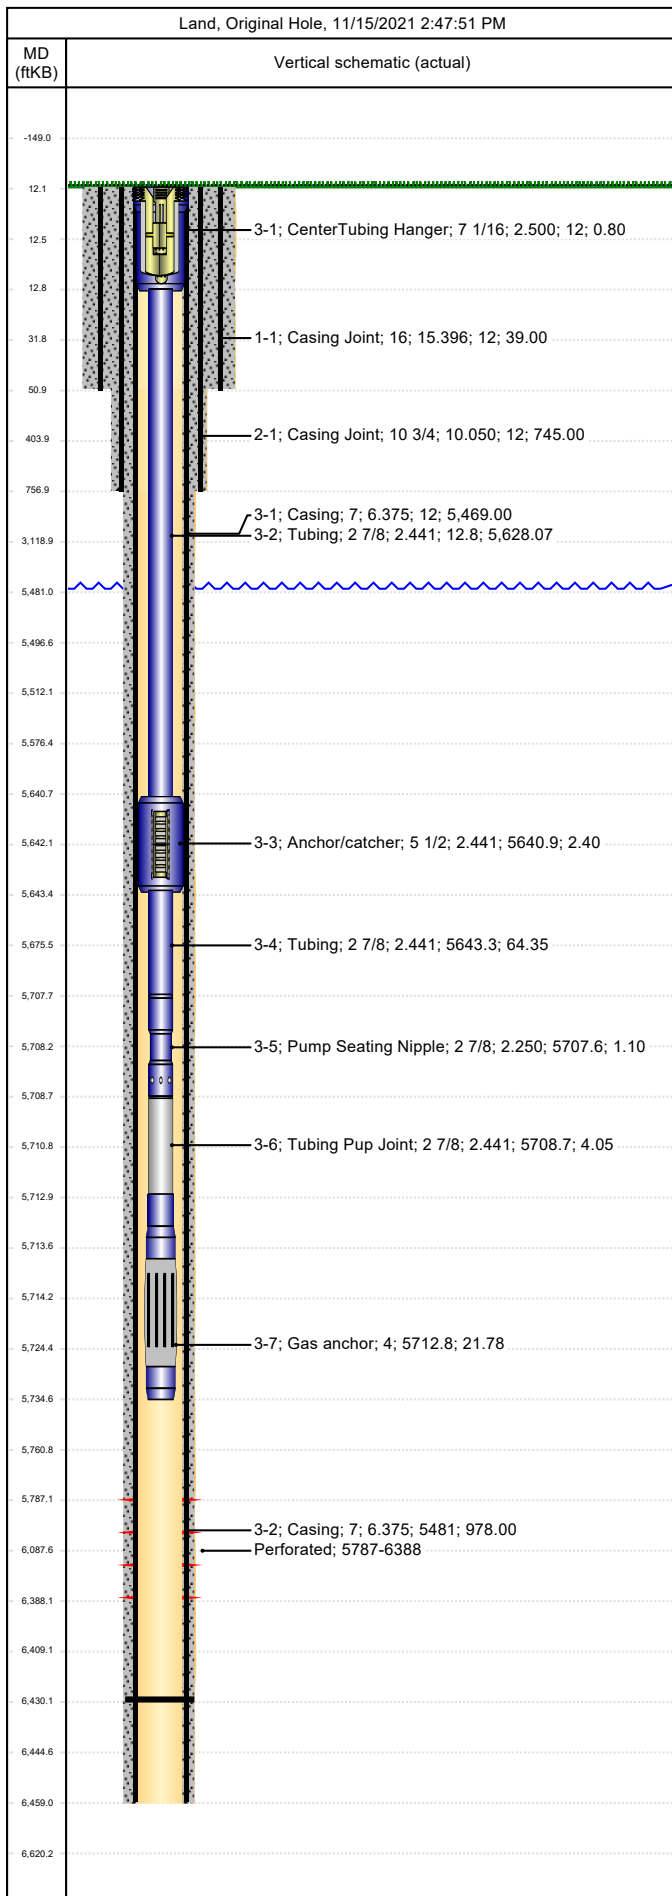 Land, Original Hole, 11/15/2021 2:47:51 PM
MD
(ftKB)
Vertical schematic (actual)
-149.0
12.1
3-1; CenterTubing Hanger; 7 1/16; 2.500; 12; 0.80
12.5
12.8
31.8
1-1; Casing Joint; 16; 15.396; 12; 39.00
50.9
403.9
2-1; Casing Joint; 10 3/4; 10.050; 12; 745.00
756.9
3-1; Casing; 7; 6.375; 12; 5,469.00
3-2; Tubing; 2 7/8; 2.441; 12.8; 5,628.07
3,118.9
5,481.0
5,496.6
5,512.1
5,576.4
5,640.7
5,642.1
3-3; Anchor/catcher; 5 1/2; 2.441; 5640.9; 2.40
5,643.4
5,675.5
3-4; Tubing; 2 7/8; 2.441; 5643.3; 64.35
5,707.7
5,708.2
3-5; Pump Seating Nipple; 2 7/8; 2.250; 5707.6; 1.10
5,708.7
5,710.8
3-6; Tubing Pup Joint; 2 7/8; 2.441; 5708.7; 4.05
5,712.9
5,713.6
5,714.2
5,724.4
3-7; Gas anchor; 4; 5712.8; 21.78
5,734.6
5,760.8
5,787.1
3-2; Casing; 7; 6.375; 5481; 978.00
6,087.6
Perforated; 5787-6388
6,388.1
6,409.1
6,430.1
6,444.6
6,459.0
6,620.2